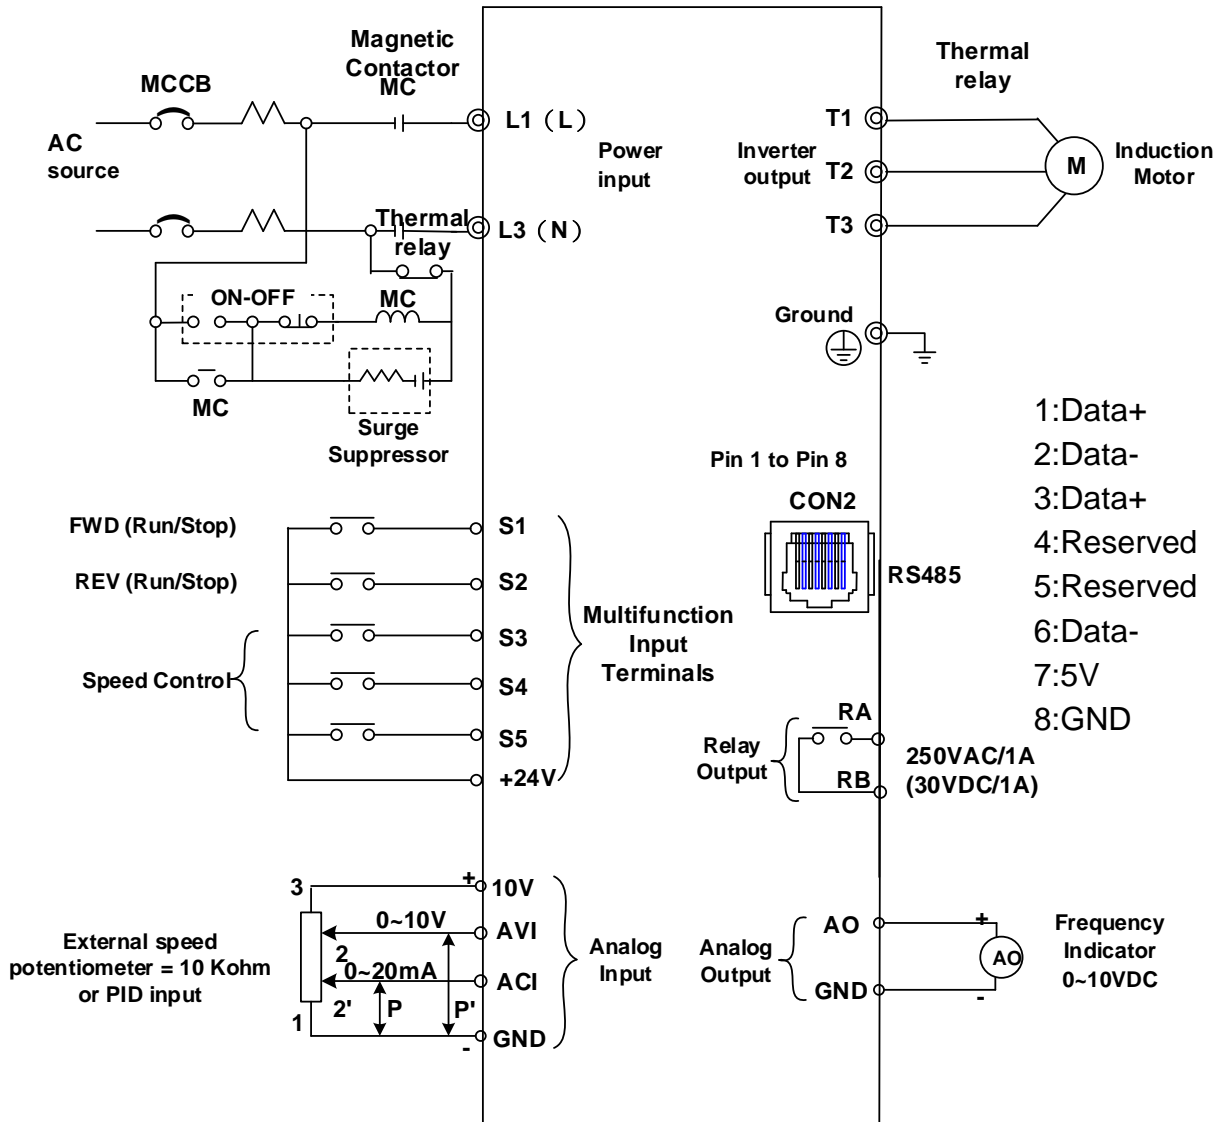 Magnetic
Contactor
MC
MCCB
AC
source
L1（L）
Power
input
L3（N）
Thermal
relay
ON-OFF
MC
MC
Surge
Suppressor
Thermal
relay
T1
Inverter
output
T2
T3
M
Induction
Motor
Ground
Pin 1 to Pin 8
CON2
RS485
1:Data+
2:Data-
3:Data+
4:Reserved
5:Reserved
6:Data-
7:5V
8:GND
FWD (Run/Stop)
REV (Run/Stop)
Speed Control
S1
S2
S3
S4
S5
+24V
Multifunction
Input
Terminals
Relay
Output
RA
RB
250VAC/1A
(30VDC/1A)
External speed
potentiometer = 10 Kohm
or PID input
3
+
10V
0~10V
AVI
2
0~20mA
ACI
2'
P
P'
1
-
GND
Analog
Input
Analog
Output
AO
GND
+
AO
-
Frequency
Indicator
0~10VDC